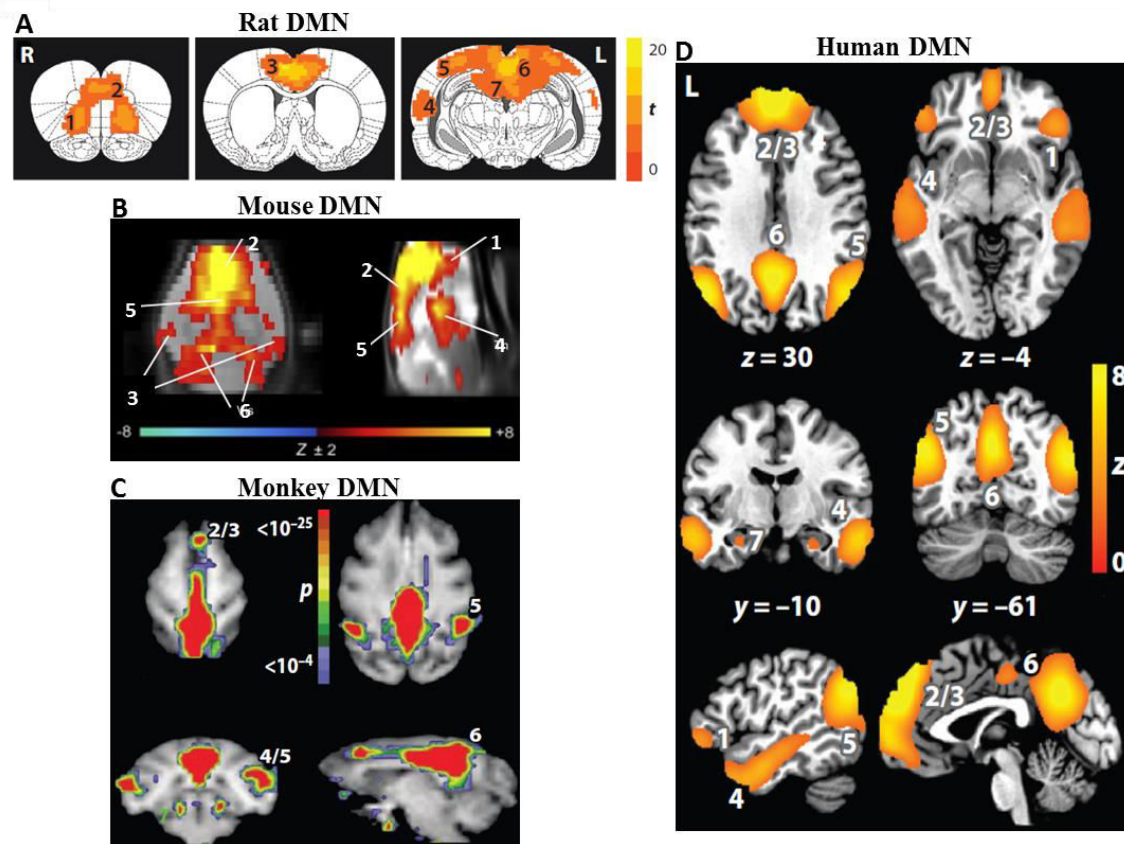 A
Rat DMN
R
L
1
2
3
4
5
6
7
20
t
0
B
Mouse DMN
1
2
2
5
5
4
3
6
-8
Z ± 2
+8
C
Monkey DMN
2/3
<10⁻²⁵
p
<10⁻⁴
5
4/5
7
6
D
Human DMN
L
2/3
6
5
2/3
1
4
z = 30
z = –4
5
6
4
7
8
z
0
y = –10
y = –61
1
4
5
2/3
6